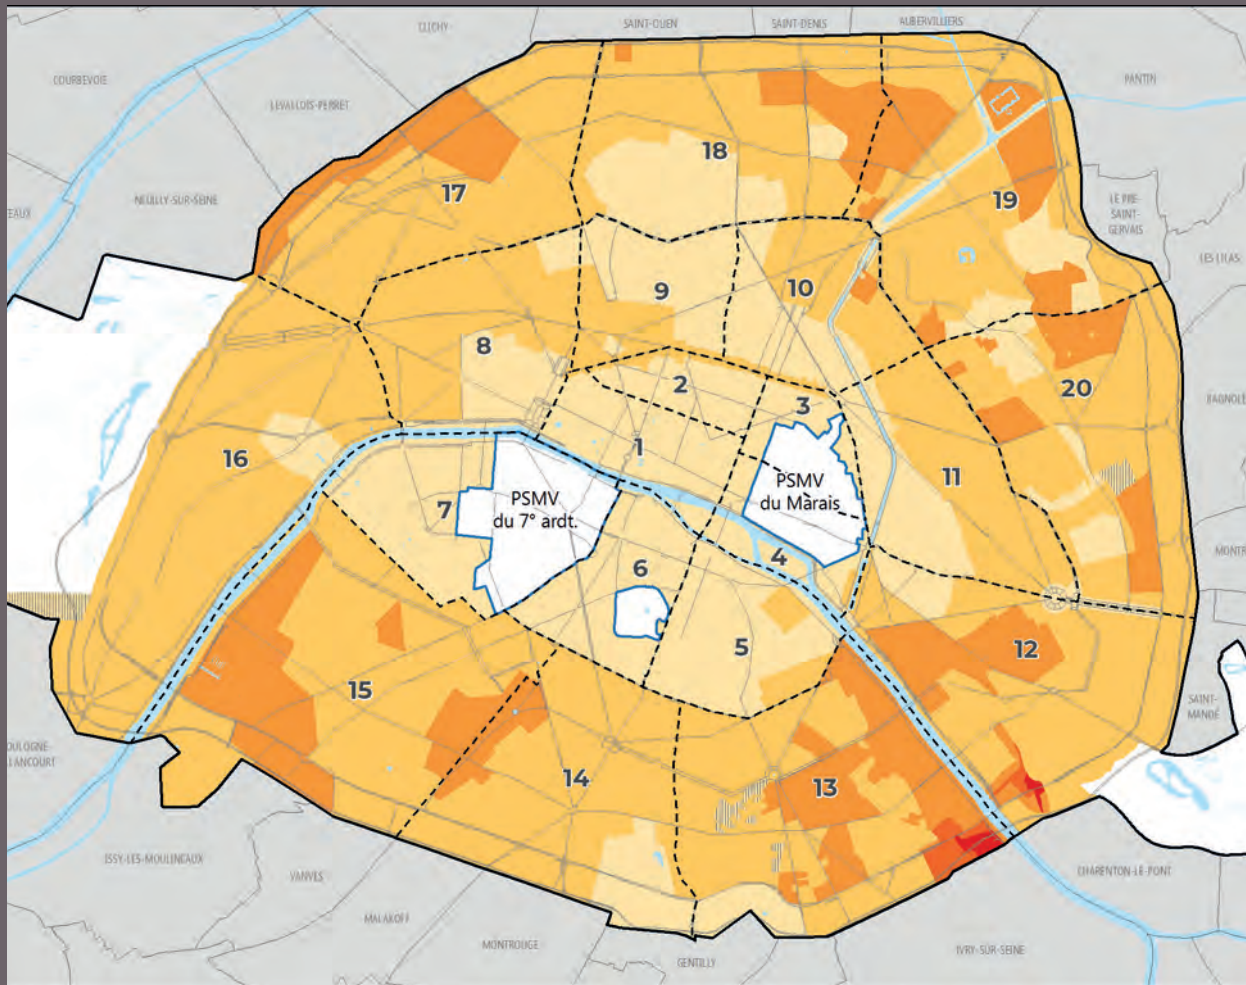 CLICHY
SAINT-OUEN
SAINT-DENIS
AUBERVILLIERS
COURBEVOIE
PANTIN
LEVALLOIS-PERRET
18
17
NEUILLY-SUR-SEINE
19
LE PRE-
SAINT-
GERVAIS
LES LILAS
9
10
8
2
20
3
1
16
PSMV
du Marais
11
7
PSMV
du 7° ardt.
4
6
5
12
15
SAINT-
MANDÉ
14
13
ISSY-LES-MOULINEAUX
VANVES
CHARENTON-LE-PONT
MALAKOFF
MONTROUGE
GENTILLY
IVRY-SUR-SEINE